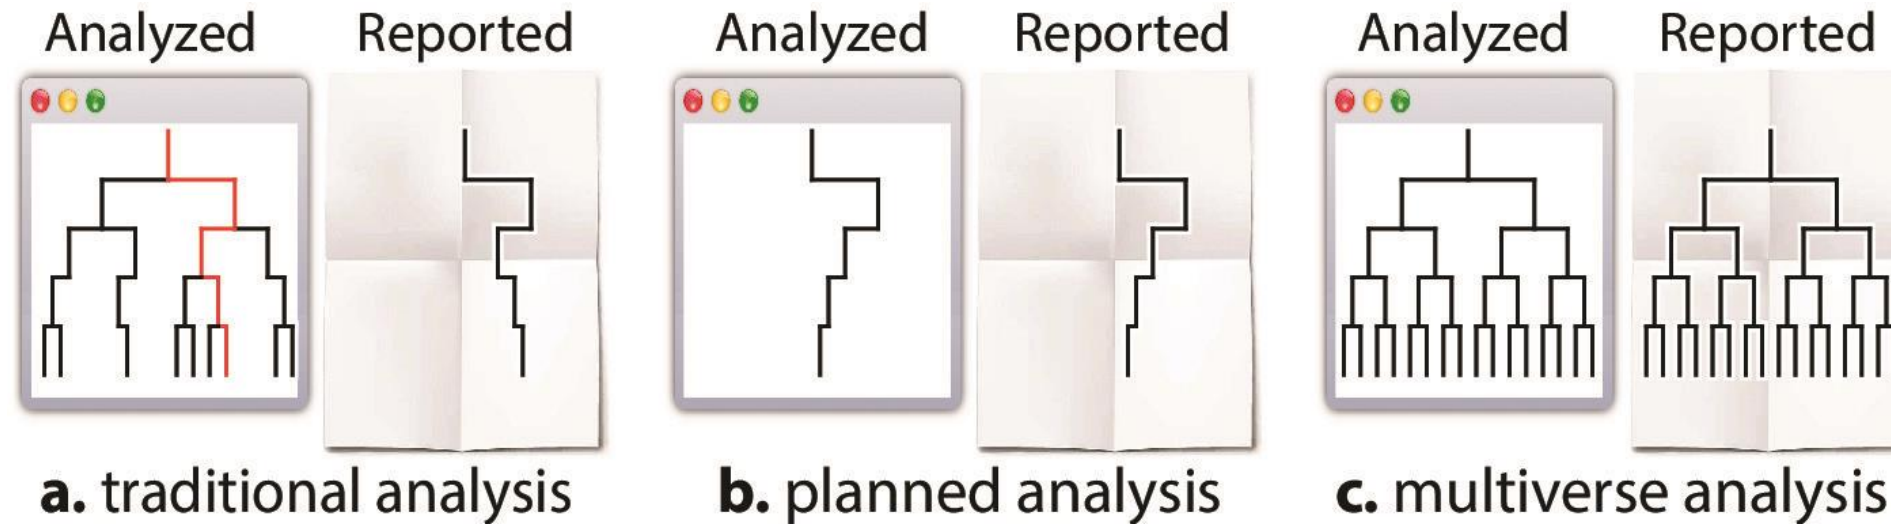 Analyzed Reported Analyzed Reported Analyzed Reported
a. traditional analysis b. planned analysis c. multiverse analysis